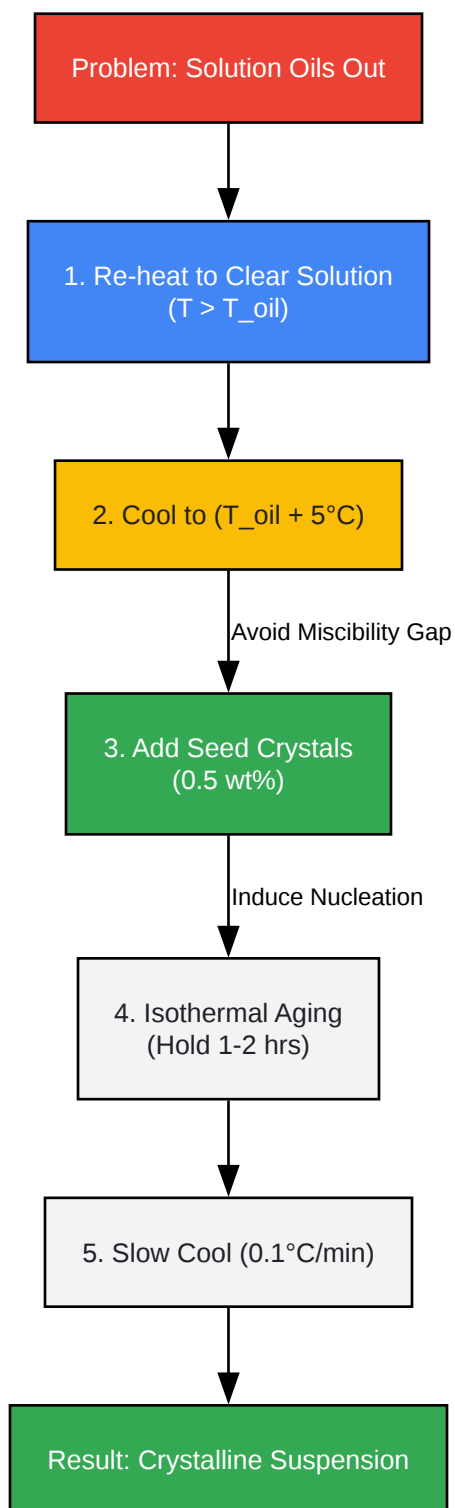 Problem: Solution Oils Out
1. Re-heat to Clear Solution
(T > T_oil)
2. Cool to (T_oil + 5°C)
Avoid Miscibility Gap
3. Add Seed Crystals
(0.5 wt%)
Induce Nucleation
4. Isothermal Aging
(Hold 1-2 hrs)
5. Slow Cool (0.1°C/min)
Result: Crystalline Suspension